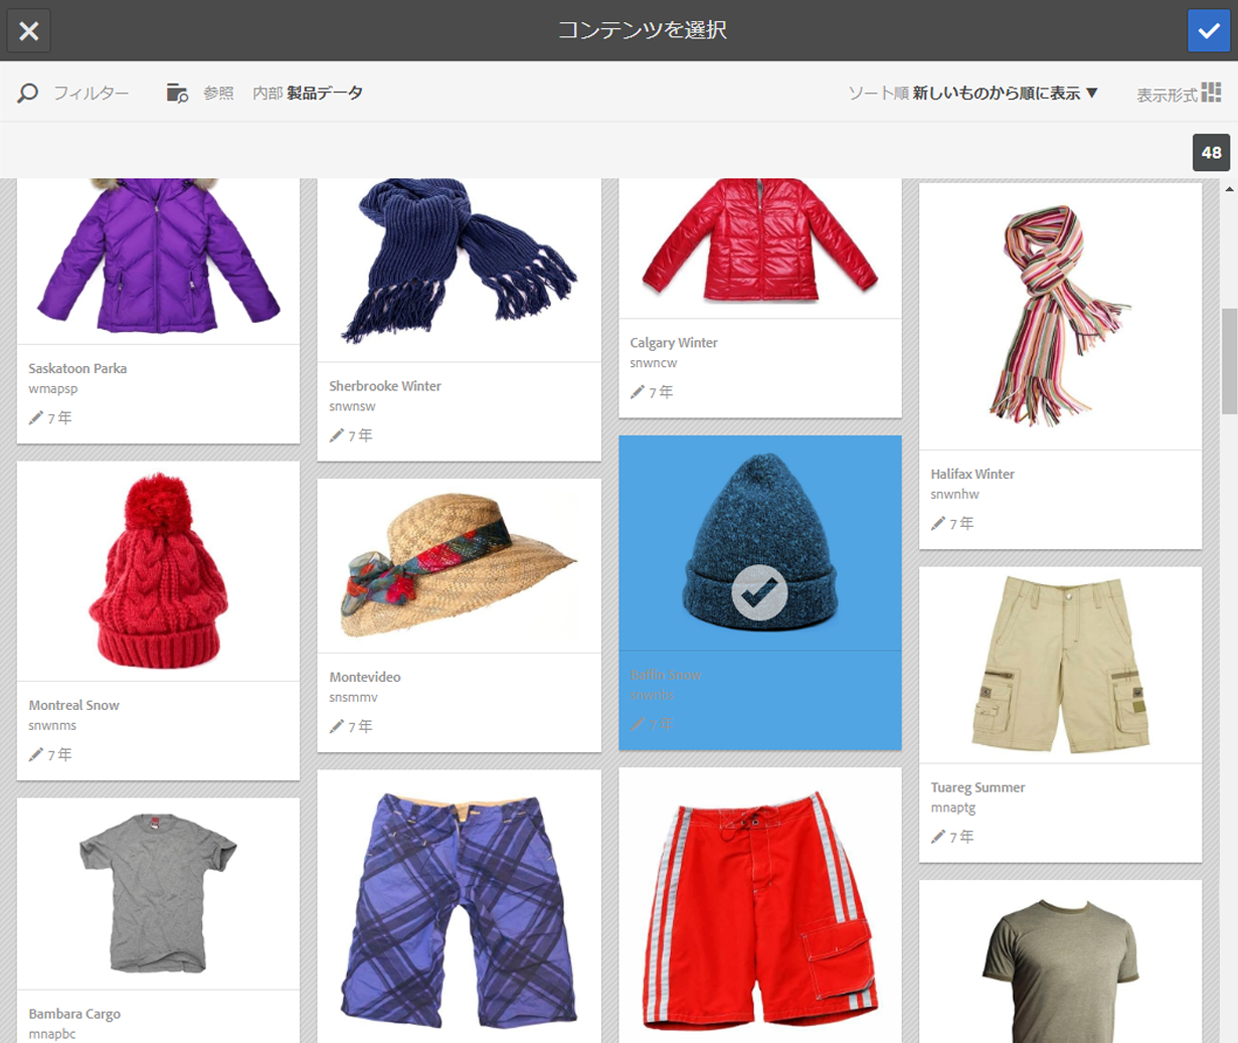 コンテンツを選択
フィルター 参照 内部 製品データ ソート順 新しいものから順に表示 ▼ 表示形式
48
Saskatoon Parka
wmapsp
7 年
Sherbrooke Winter
snwnsw
7 年
Calgary Winter
snwncw
7 年
Halifax Winter
snwnhw
7 年
Montreal Snow
snwnms
7 年
Montevideo
snsmmv
7 年
Baffin Snow
snwnbs
7 年
Tuareg Summer
mnaptg
7 年
Bambara Cargo
mnapbc